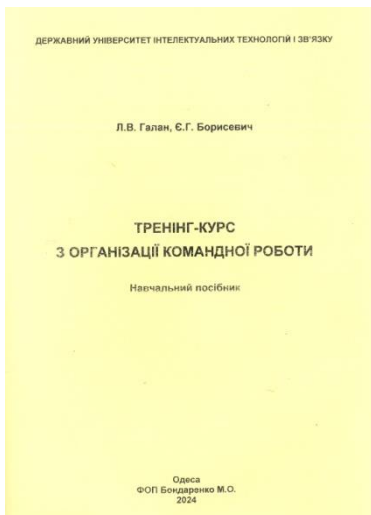 ДЕРЖАВНИЙ УНІВЕРСИТЕТ ІНТЕЛЕКТУАЛЬНИХ ТЕХНОЛОГІЙ І ЗВ'ЯЗКУ
Л.В. Галан, Є.Г. Борисевич
ТРЕНІНГ-КУРС
З ОРГАНІЗАЦІЇ КОМАНДНОЇ РОБОТИ
Навчальний посібник
Одеса
ФОП Бондаренко М.О.
2024